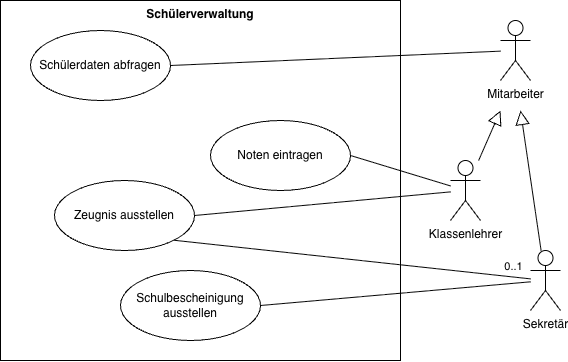 Schülerverwaltung
Schülerdaten abfragen
Mitarbeiter
Noten eintragen
Zeugnis ausstellen
Klassenlehrer
0..1
Schulbescheinigung
ausstellen
Sekretär